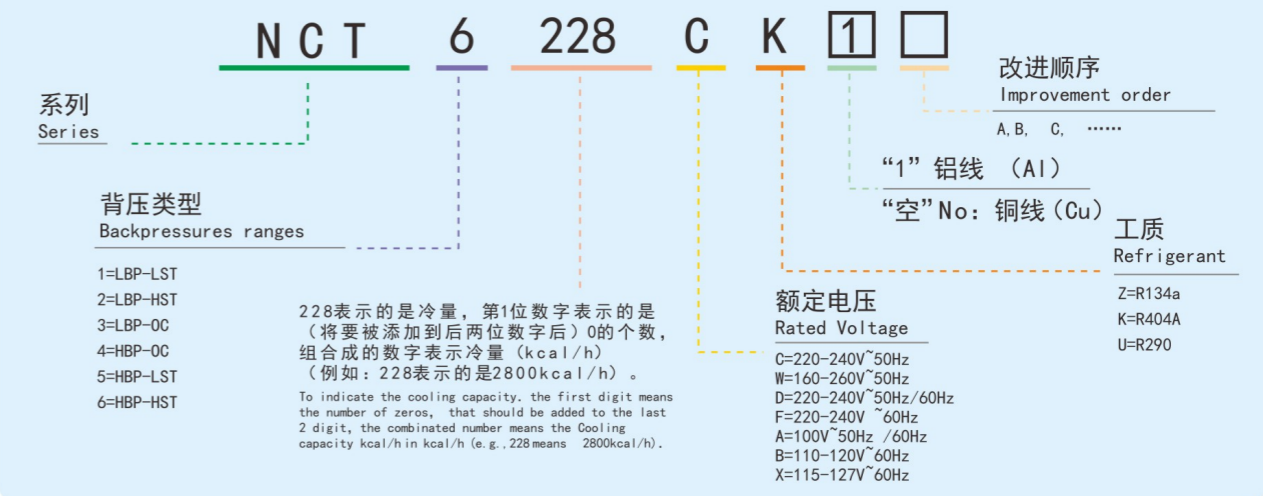 NCT 6 228 C K 1 □
系列
Series
背压类型
Backpressures ranges
1=LBP-LST
2=LBP-HST
3=LBP-OC
4=HBP-OC
5=HBP-LST
6=HBP-HST
228表示的是冷量，第1位数字表示的是
（将要被添加到后两位数字后）0的个数，
组合成的数字表示冷量（kcal/h）
（例如：228表示的是2800kcal/h）。
To indicate the cooling capacity. the first digit means
the number of zeros, that should be added to the last
2 digit, the combinated number means the Cooling
capacity kcal/h in kcal/h (e.g.,228 means 2800kcal/h).
额定电压
Rated Voltage
C=220-240V~50Hz
W=160-260V~50Hz
D=220-240V~50Hz/60Hz
F=220-240V ~60Hz
A=100V~50Hz /60Hz
B=110-120V~60Hz
X=115-127V~60Hz
工质
Refrigerant
Z=R134a
K=R404A
U=R290
“1”铝线 （Al）
“空”No：铜线（Cu）
改进顺序
Improvement order
A,B, C, ……